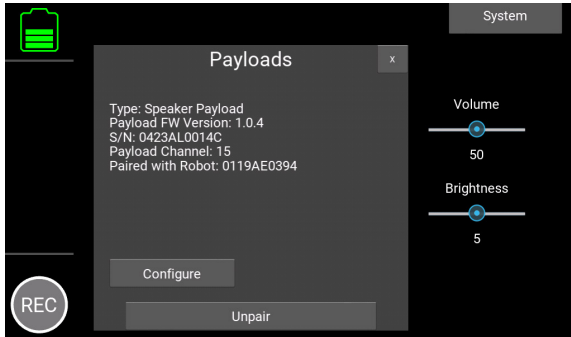 System
Payloads
x
Type: Speaker Payload
Payload FW Version: 1.0.4
S/N: 0423AL0014C
Payload Channel: 15
Paired with Robot: 0119AE0394
Volume
50
Brightness
5
Configure
REC
Unpair